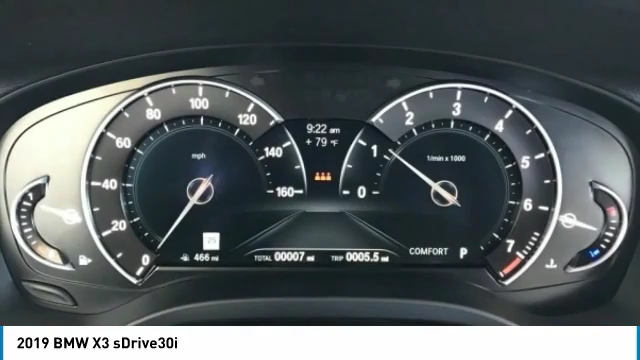 9:22 am
+ 79 °F
0 20 40 60 80 100 120 140 160
mph
0 1 2 3 4 5 6 7
1/min x 1000
25
466 mi
TOTAL 00007 mi
TRIP 0005.5 mi
COMFORT P
2019 BMW X3 sDrive30i